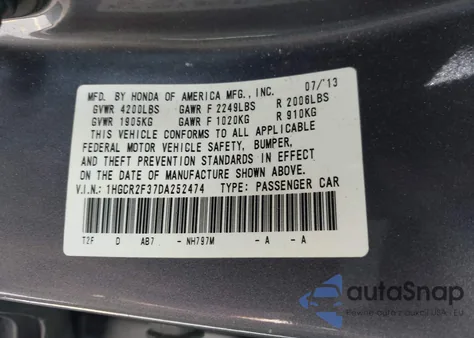 MFD. BY HONDA OF AMERICA MFG., INC. 07/13
GVWR 4200LBS GAWR F 2249LBS R 2006LBS
GVWR 1905KG GAWR F 1020KG R 910KG
THIS VEHICLE CONFORMS TO ALL APPLICABLE
FEDERAL MOTOR VEHICLE SAFETY, BUMPER,
AND THEFT PREVENTION STANDARDS IN EFFECT
ON THE DATE OF MANUFACTURE SHOWN ABOVE.
V.I.N.: 1HGCR2F37DA252474 TYPE: PASSENGER CAR
T2F D AB7 - NH797M - A - A
autoSnap